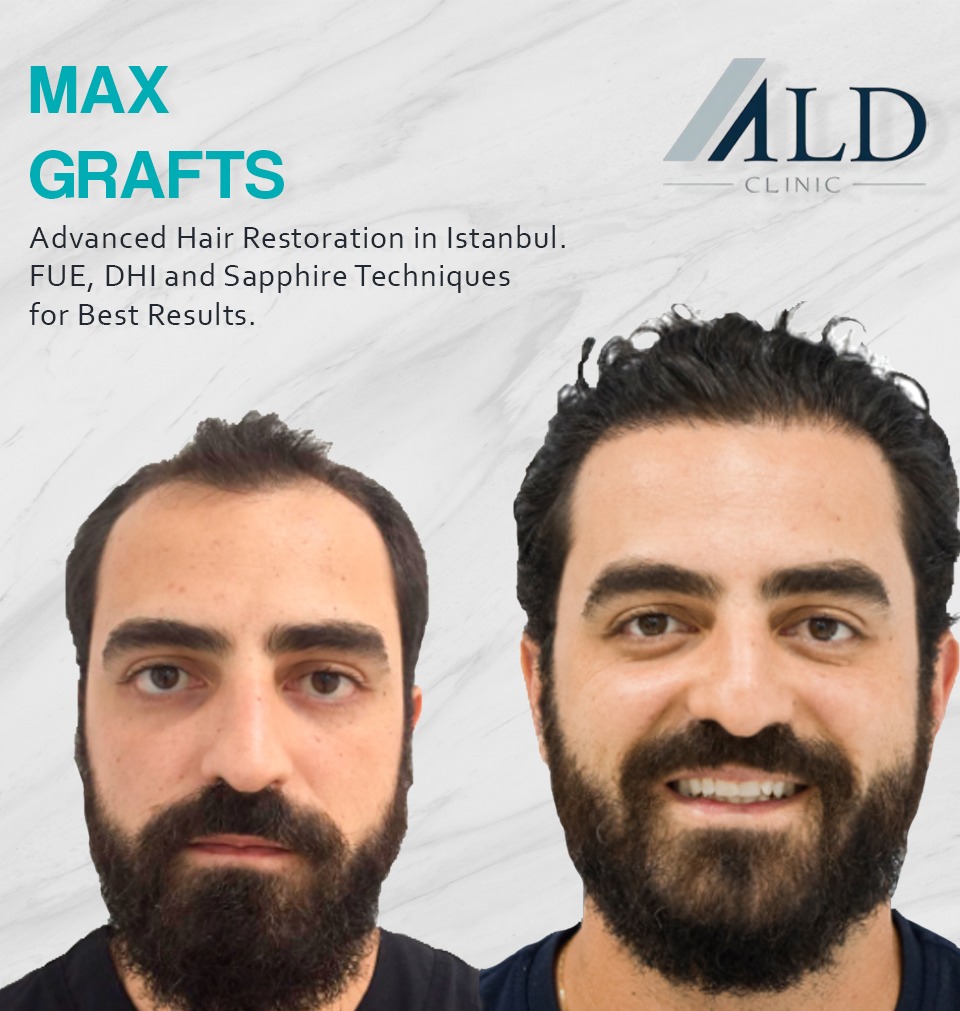 MAX
GRAFTS
Advanced Hair Restoration in Istanbul.
FUE, DHI and Sapphire Techniques
for Best Results.
ALD
CLINIC